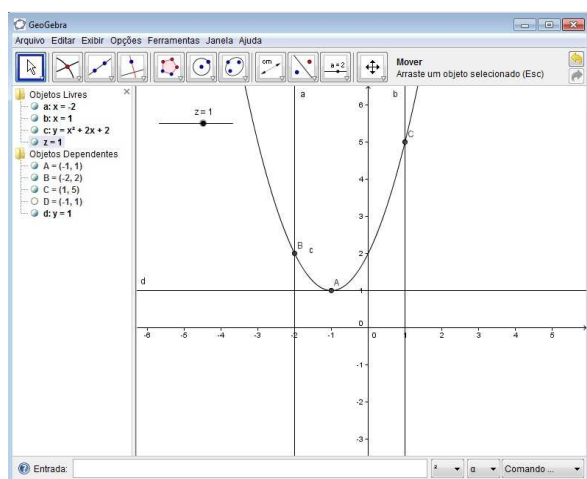 GeoGebra
Arquivo Editar Exibir Opções Ferramentas Janela Ajuda
cm
a = 2
Mover
Arraste um objeto selecionado (Esc)
Objetos Livres
a: x = -2
b: x = 1
c: y = x² + 2x + 2
z = 1
Objetos Dependentes
A = (-1, 1)
B = (-2, 2)
C = (1, 5)
D = (-1, 1)
d: y = 1
z = 1
a
b
6
C
5
4
3
B
c
2
A
d
1
0
-6 -5 -4 -3 -2 -1 0 1 2 3 4 5
-1
-2
-3
Entrada:
² α Comando ...